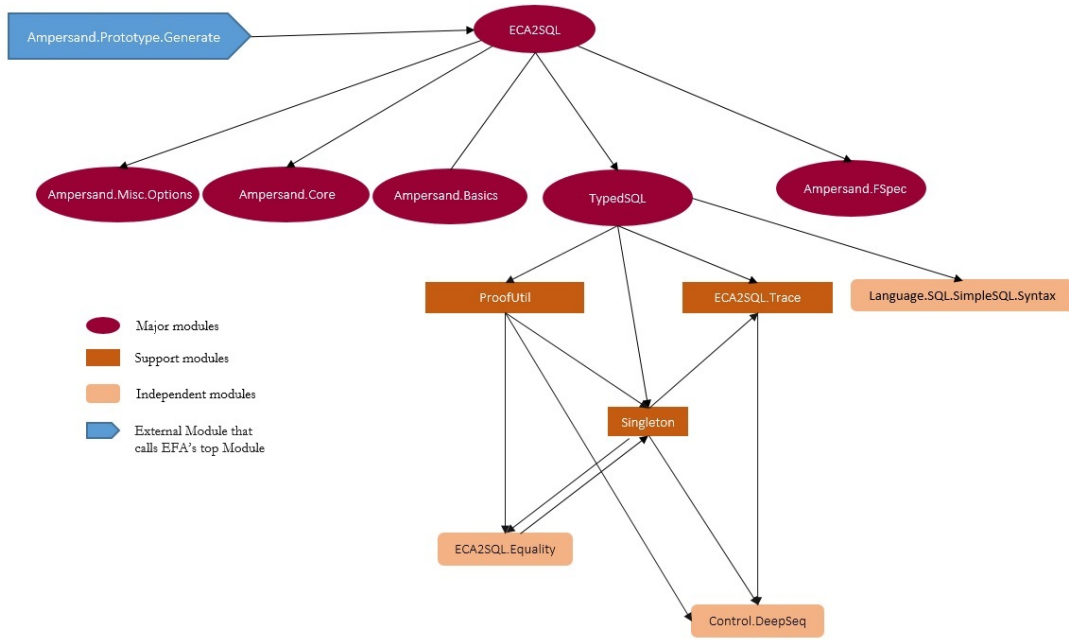 Ampersand.Prototype.Generate
ECA2SQL
Ampersand.Misc.Options
Ampersand.Core
Ampersand.Basics
TypedSQL
Ampersand.FSpec
ProofUtil
ECA2SQL.Trace
Language.SQL.SimpleSQL.Syntax
Major modules
Support modules
Independent modules
External Module that
calls EFA's top Module
Singleton
ECA2SQL.Equality
Control.DeepSeq